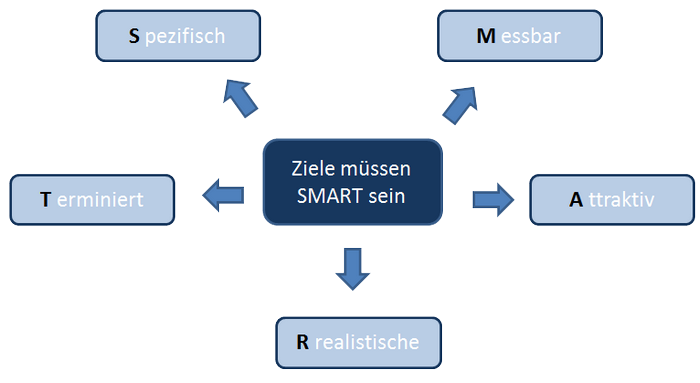 S pezifisch
M essbar
Ziele müssen
SMART sein
T erminiert
A ttraktiv
R realistische